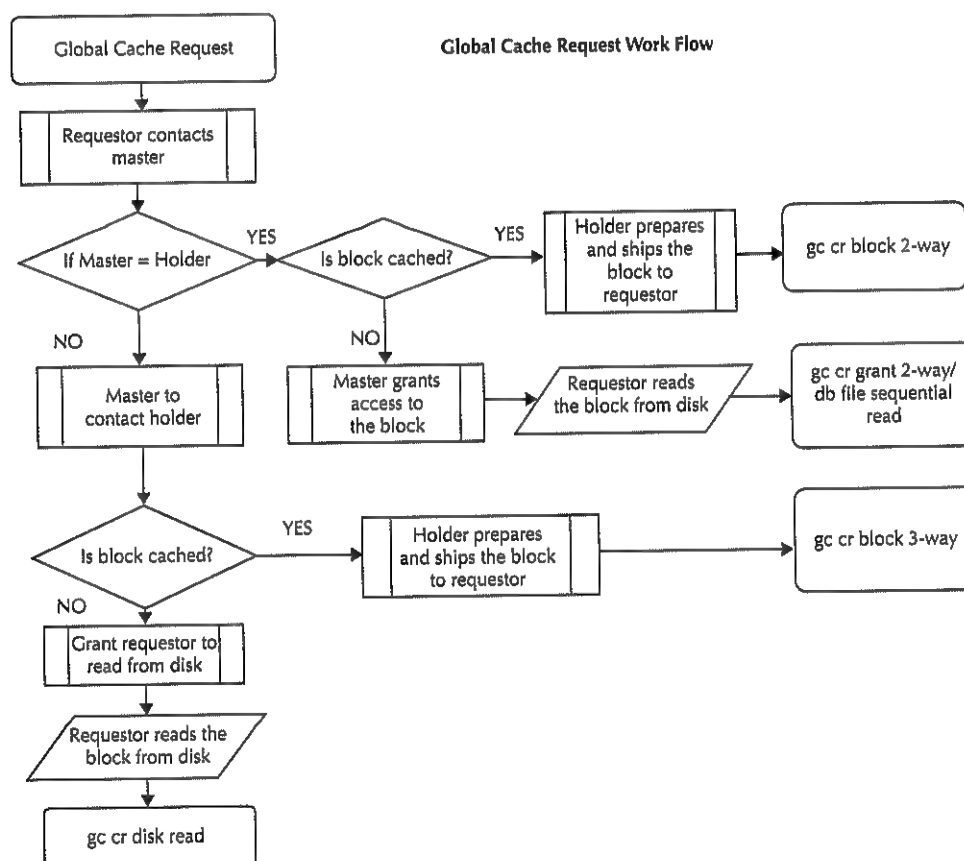 Global Cache Request
Global Cache Request Work Flow
Requestor contacts
master
If Master = Holder
YES
Is block cached?
YES
Holder prepares
and ships the
block to
requestor
gc cr block 2-way
NO
NO
Master to
contact holder
Master grants
access to
the block
Requestor reads
the block from disk
gc cr grant 2-way/
db file sequential
read
Is block cached?
YES
Holder prepares
and ships the block
to requestor
gc cr block 3-way
NO
Grant requestor to
read from disk
Requestor reads the
block from disk
gc cr disk read